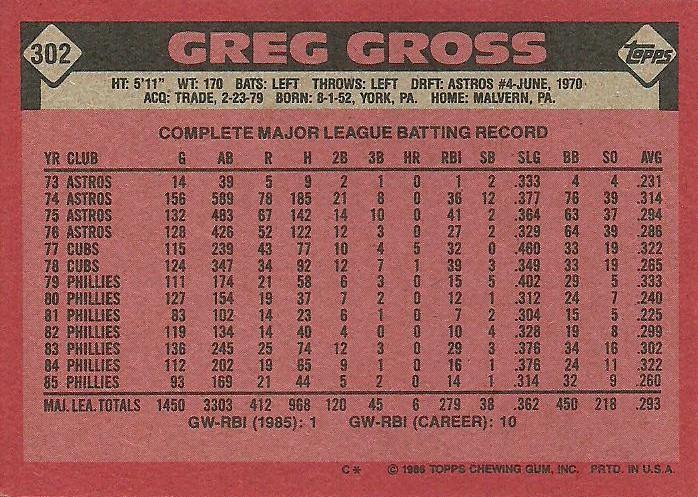 302 GREG GROSS topps
HT: 5'11" WT: 170 BATS: LEFT THROWS: LEFT DRFT: ASTROS #4-JUNE, 1970
ACQ: TRADE, 2-23-79 BORN: 8-1-52, YORK, PA. HOME: MALVERN, PA.
COMPLETE MAJOR LEAGUE BATTING RECORD
YR CLUB G AB R H 2B 3B HR RBI SB SLG BB SO AVG
73 ASTROS 14 39 5 9 2 1 0 1 2 .333 4 4 .231
74 ASTROS 156 589 78 185 21 8 0 36 12 .377 76 39 .314
75 ASTROS 132 483 67 142 14 10 0 41 2 .364 63 37 .294
76 ASTROS 128 426 52 122 12 3 0 27 2 .329 64 39 .286
77 CUBS 115 239 43 77 10 4 5 32 0 .460 33 19 .322
78 CUBS 124 347 34 92 12 7 1 39 3 .349 33 19 .265
79 PHILLIES 111 174 21 58 6 3 0 15 5 .402 29 5 .333
80 PHILLIES 127 154 19 37 7 2 0 12 1 .312 24 7 .240
81 PHILLIES 83 102 14 23 6 1 0 7 2 .304 15 5 .225
82 PHILLIES 119 134 14 40 4 0 0 10 4 .328 19 8 .299
83 PHILLIES 136 245 25 74 12 3 0 29 3 .376 34 16 .302
84 PHILLIES 112 202 19 65 9 1 0 16 1 .376 24 11 .322
85 PHILLIES 93 169 21 44 5 2 0 14 1 .314 32 9 .260
MAJ. LEA. TOTALS 1450 3303 412 968 120 45 6 279 38 .362 450 218 .293
GW-RBI (1985): 1 GW-RBI (CAREER): 10
C* © 1986 TOPPS CHEWING GUM, INC. PRTD. IN U.S.A.